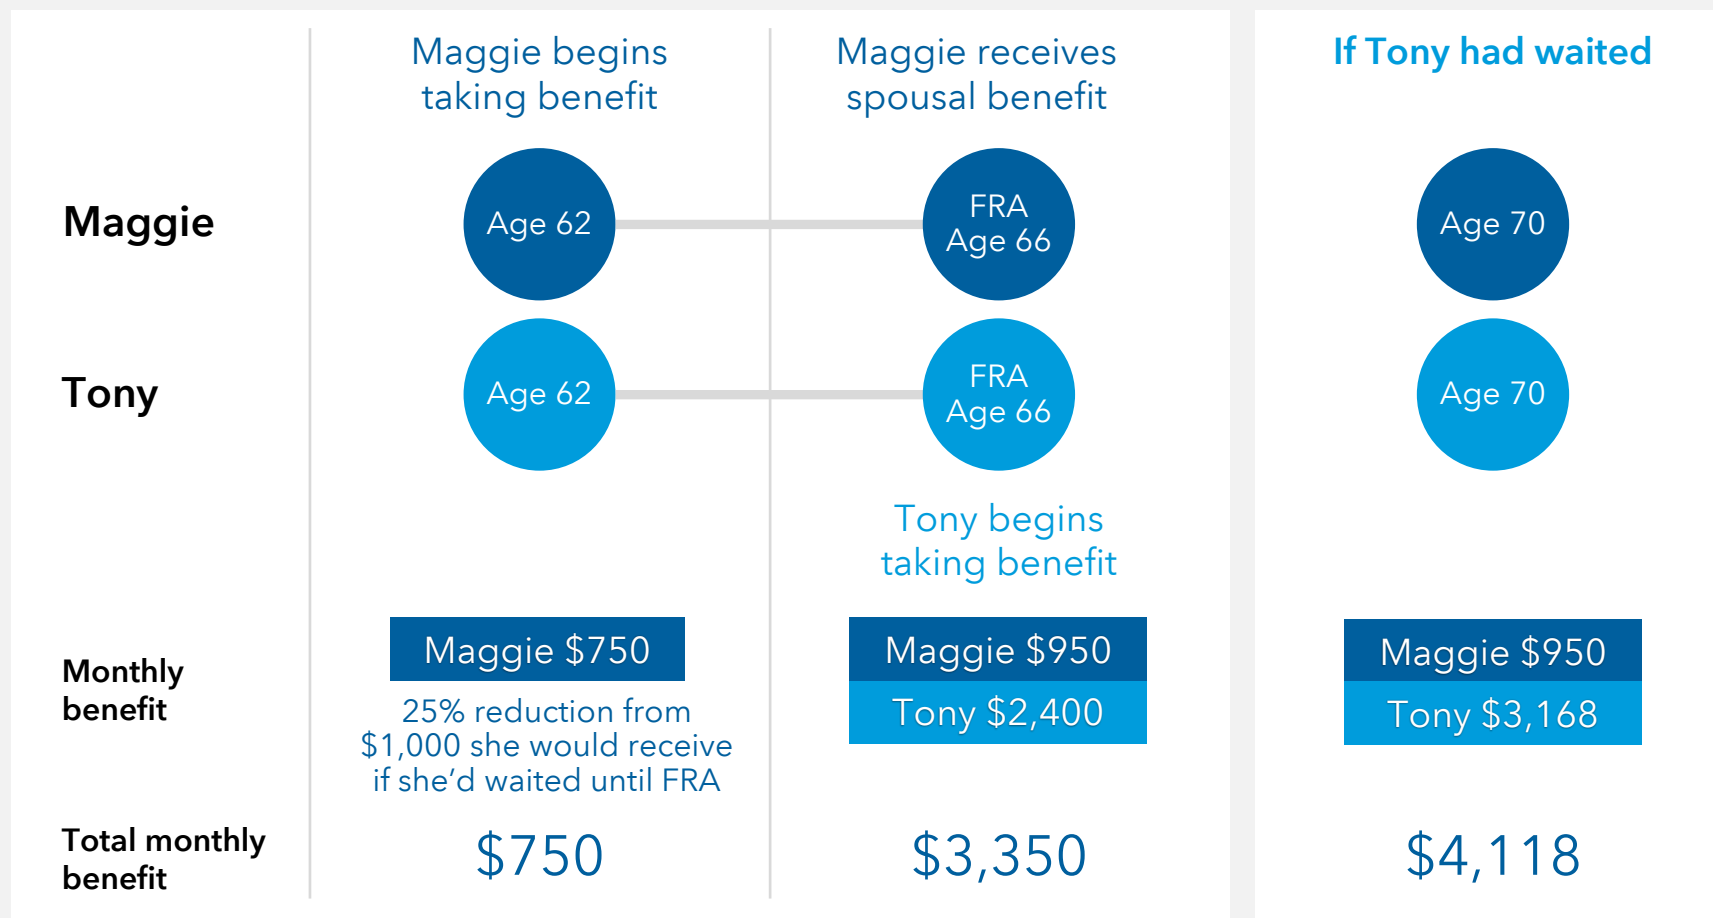 Maggie begins
taking benefit
Maggie receives
spousal benefit
If Tony had waited
Maggie
Age 62
FRA
Age 66
Age 70
Tony
Age 62
FRA
Age 66
Age 70
Tony begins
taking benefit
Monthly
benefit
Maggie $750
25% reduction from
$1,000 she would receive
if she’d waited until FRA
Maggie $950
Tony $2,400
Maggie $950
Tony $3,168
Total monthly
benefit
$750
$3,350
$4,118